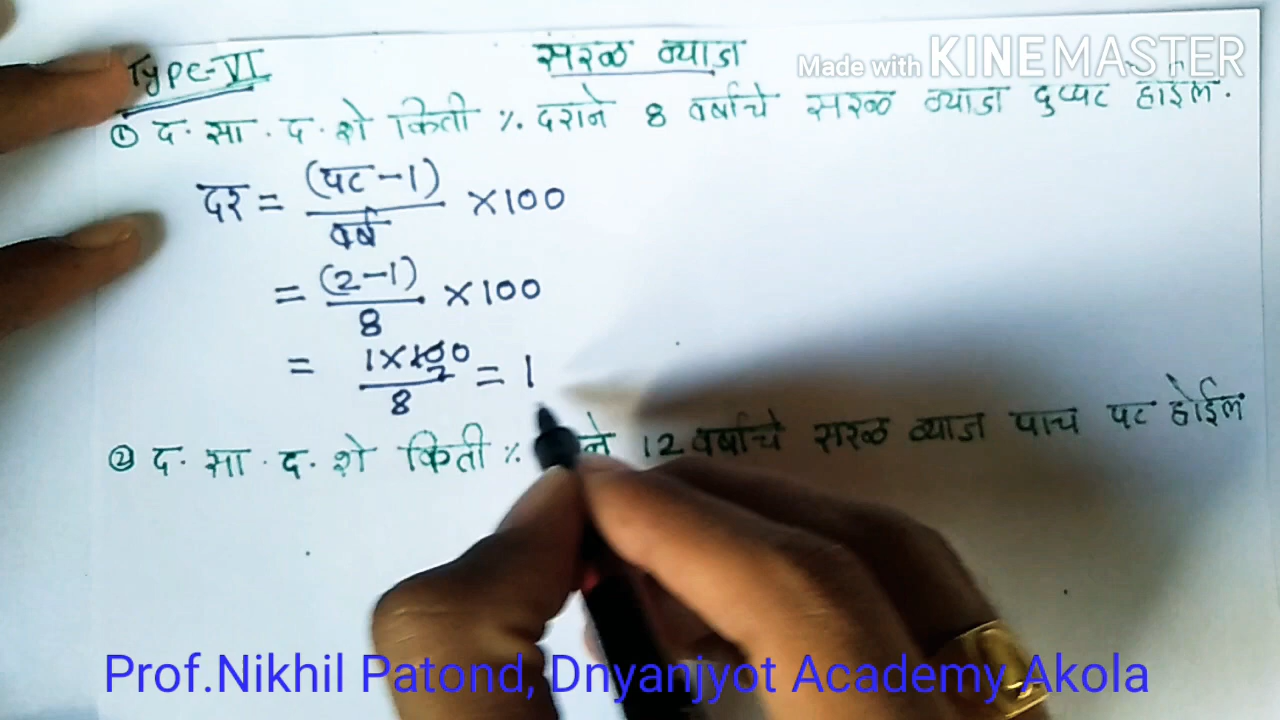 Type-VI सरळ व्याज
Made with KINEMASTER
① द. सा. द. शे किती % दराने 8 वर्षाचे सरळ व्याज दुप्पट होईल.
दर = (पट -1) / वर्ष ×100
= (2-1) / 8 ×100
= 1×100 / 8 = 1
② द. सा. द. शे किती % ने 12 वर्षाचे सरळ व्याज पाच पट होईल
Prof.Nikhil Patond, Dnyanjyot Academy Akola